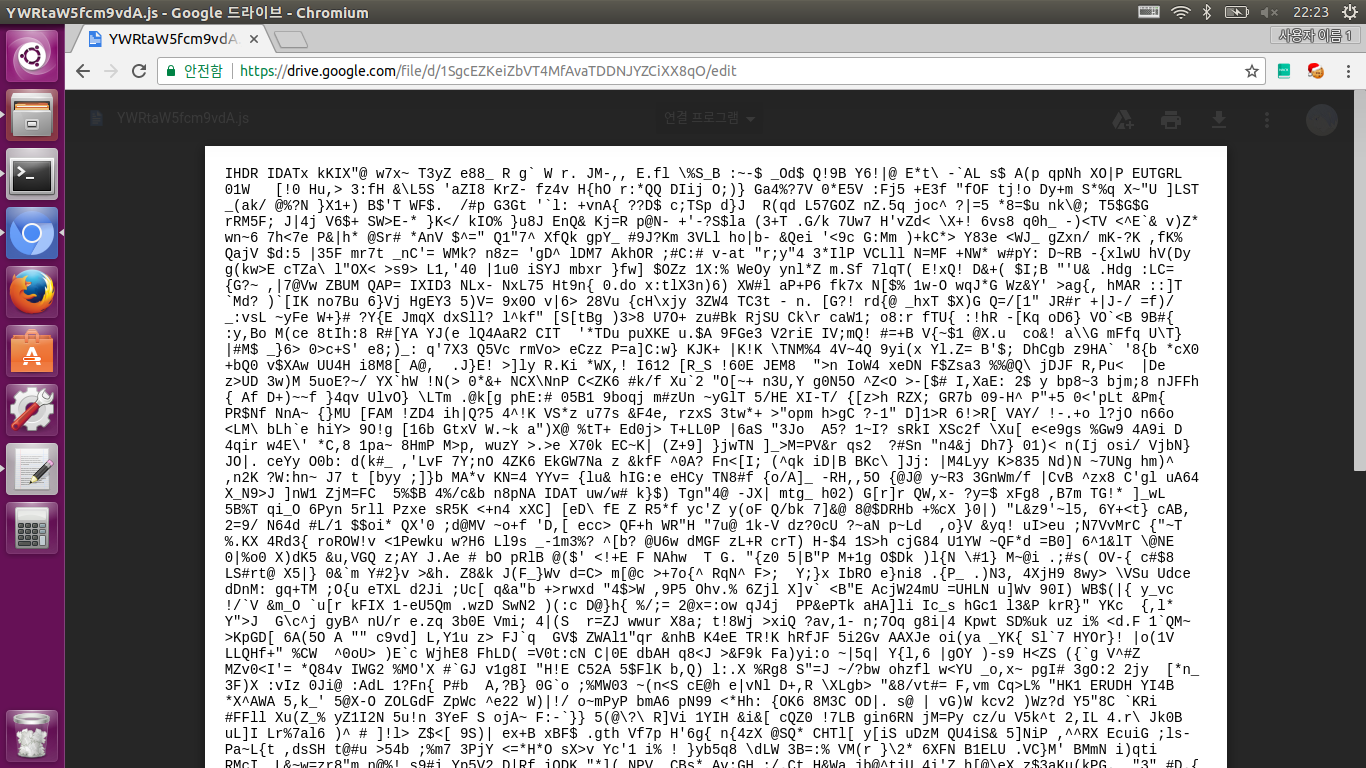 YWRtaW5fcm9vdA.js - Google 드라이브 - Chromium
22:23
YWRtaW5fcm9vdA
사용자 이름 1
안전함
https://drive.google.com/file/d/1SgcEZKeiZbVT4MfAvaTDDNJYZCiXX8qO/edit
YWRtaW5fcm9vdA.js
연결 프로그램
IHDR IDATx kKIX"@ w7x~ T3yZ e88_ R g` W r. JM-,, E.fl \%S_B :~-$ _Od$ Q!9B Y6!|@ E*t\ -`AL s$ A(p qpNh XO|P EUTGRL
01W [!0 Hu,> 3:fH &\L5S 'aZI8 KrZ- fz4v H{hO r:*QQ DIij O;)} Ga4%?7V 0*E5V :Fj5 +E3f "fOF tj!o Dy+m S*%q X~"U ]LST
_(ak/ @%?N }X1+) B$'T WF$. /#p G3Gt '`l: +vnA{ ??D$ c;TSp d}J R(qd L57GOZ nZ.5q joc^ ?|=5 *8=$u nk\@; T5$G$G
rRM5F; J|4j V6$+ SW>E-* }K</ kIO% }u8J EnQ& Kj=R p@N- +'-?S$la (3+T .G/k 7Uw7 H'vZd< \X+! 6vs8 q0h_ -)<TV <^E`& v)Z*
wn~6 7h<7e P&|h* @Sr# *AnV $^=" Q1"7^ XfQk gpY_ #9J?Km 3VLl ho|b- &Qei '<9c G:Mm )+kC*> Y83e <WJ_ gZxn/ mK-?K ,fK%
QajV $d:5 |35F mr7t _nC'= WMk? n8z= 'gD^ lDM7 AkhOR ;#C:# v-at "r;y"4 3*IlP VCLll N=MF +NW* w#pY: D~RB -{xlwU hV(Dy
g(kw>E cTZa\ l"OX< >s9> L1,'40 |1u0 iSYJ mbxr }fw] $OZz 1X:% WeOy ynl*Z m.Sf 7lqT( E!xQ! D&+( $I;B "'U& .Hdg :LC=
{G?~ ,|7@Vw ZBUM QAP= IXID3 NLx- NxL75 Ht9n{ 0.do x:tlX3n)6) XW#l aP+P6 fk7x N[$% 1w-O wqJ*G Wz&Y' >ag{, hMAR ::]T
`Md? )`[IK no7Bu 6}Vj HgEY3 5)V= 9x0O v|6> 28Vu {cH\xjy 3ZW4 TC3t - n. [G?! rd{@ _hxT $X)G Q=/[1" JR#r +|J-/ =f)/
_:vsL ~yFe W+}# ?Y{E JmqX dxSll? l^kf" [S[tBg )3>8 U7O+ zu#Bk RjSU Ck\r caW1; o8:r fTU{ :!hR -[Kq oD6} VO`<B 9B#{
:y,Bo M(ce 8tIh:8 R#[YA YJ(e lQ4AaR2 CIT '*TDu puXKE u.$A 9FGe3 V2riE IV;mQ! #=+B V{~$1 @X.u co&! a\\G mFfq U\T}
|#M$ _}6> 0>c+S' e8;)_: q'7X3 Q5Vc rmVo> eCzz P=a]C:w} KJK+ |K!K \TNM%4 4V~4Q 9yi(x Yl.Z= B'$; DhCgb z9HA` '8{b *cX0
+bQ0 v$XAw UU4H i8M8[ A@, .J}E! >]ly R.Ki *WX,! I612 [R_S !60E JEM8 ">n IoW4 xeDN F$Zsa3 %%@Q\ jDJF R,Pu< |De
z>UD 3w)M 5uoE?~/ YX`hW !N(> 0*&+ NCX\NnP C<ZK6 #k/f Xu`2 "O[~+ n3U,Y g0N5O ^Z<O >-[$# I,XaE: 2$ y bp8~3 bjm;8 nJFFh
{ Af D+)~~f }4qv UlvO} \LTm .@k[g phE:# 05B1 9boqj m#zUn ~yGlT 5/HE XI-T/ {[z>h RZX; GR7b 09-H^ P"+5 0<'pLt &Pm{
PR$Nf NnA~ {}MU [FAM !ZD4 ih|Q?5 4^!K VS*z u77s &F4e, rzxS 3tw*+ >"opm h>gC ?-1" D]1>R 6!>R[ VAY/ !-.+o l?jO n66o
<LM\ bLh`e hiY> 9O!g [16b GtxV W.~k a")X@ %tT+ Ed0j> T+LL0P |6aS "3Jo A5? 1~I? sRkI XSc2f \Xu[ e<e9gs %Gw9 4A9i D
4qir w4E\' *C,8 1pa~ 8HmP M>p, wuzY >.>e X70k EC~K| (Z+9] }jwTN ]_>M=PV&r qs2 ?#Sn "n4&j Dh7} 01)< n(Ij osi/ VjbN}
JO|. ceYy O0b: d(k#_ ,'LvF 7Y;nO 4ZK6 EkGW7Na z &kfF ^0A? Fn<[I; (^qk iD|B BKc\ ]Jj: |M4Lyy K>835 Nd)N ~7UNg hm)^
,n2K ?W:hn~ J7 t [byy ;]}b MA*v KN=4 YYv= {lu& hIG:e eHCy TN8#f {o/A]_ -RH,,5O {@J@ y~R3 3GnWm/f |CvB ^zx8 C'gl uA64
X_N9>J ]nW1 ZjM=FC 5%$B 4%/c&b n8pNA IDAT uw/w# k}$) Tgn"4@ -JX| mtg_ h02) G[r]r QW,x- ?y=$ xFg8 ,B7m TG!* ]_wL
5B%T qi_O 6Pyn 5rll Pzxe sR5K <+n4 xXC] [eD\ fE Z R5*f yc'Z y(oF Q/bk 7]&@ 8@$DRHb +%cX }0) "L&z9'~l5, 6Y+<t} cAB,
2=9/ N64d #L/1 $$oi* QX'0 ;d@MV ~o+f 'D,[ ecc> QF+h WR"H "7u@ 1k-V dz?0cU ?~aN p~Ld ,o}V &yq! uI>eu ;N7VvMrC {"~T
%.KX 4Rd3{ roROW!v <1Pewku w?H6 Ll9s _-1m3%? ^[b? @U6w dMGF zL+R crT) H-$4 1S>h cjG84 U1YW ~QF*d =B0] 6^1&lT \@NE
0|%o0 X)dK5 &u,VGQ z;AY J.Ae # bO pRlB @($' <!+E F NAhw T G. "{z0 5|B"P M+1g O$Dk )l{N \#1} M~@i .;#s( OV-{ c#$8
LS#rt@ X5|} 0&`m Y#2}v >&h. Z8&k J(F_}Wv d=C> m[@c >+7o{^ RqN^ F>; Y;}x IbRO e}ni8 .{P_ .)N3, 4XjH9 8wy> \VSu Udce
dDnM: gq+TM ;O{u eTXL d2Ji ;Uc[ q&a"b +>rwxd "4$>W ,9P5 Ohv.% 6Zjl X]v` <B"E AcjW24mU =UHLN u]Wv 90I) WB$(|{ y_vc
!/`V &m_O `u[r kFIX 1-eU5Qm .wzD SwN2 )(:c D@}h{ %/;= 2@x=:ow qJ4j PP&ePTk aHA]li Ic_s hGc1 l3&P krR}" YKc {,l*
Y">J G\c^j gyB^ nU/r e.zq 3b0E Vmi; 4|(S r=ZJ wwur X8a; t!8Wj >xiQ ?av,1- n;7Oq g8i|4 Kpwt SD%uk uz i% <d.F 1`QM~
>KpGD[ 6A(5O A "" c9vd] L,Y1u z> FJ`q GV$ ZWAl1"qr &nhB K4eE TR!K hRfJF 5i2Gv AAXJe oi(ya _YK{ Sl`7 HYOr}! |o(1V
LLQHf+" %CW ^0oU> )E`c WjhE8 FhLD( =V0t:cN C|0E dbAH q8<J >&F9k Fa)yi:o ~|5q| Y{l,6 |gOY )-s9 H<ZS ({`g V^#Z
MZv0<I'= *Q84v IWG2 %MO'X #`GJ v1g8I "H!E C52A 5$FlK b,Q) l:.X %Rg8 S"=J ~/?bw ohzfl w<YU _o,x~ pgI# 3gO:2 2jy [*n_
3F)X :vIz 0Ji@ :AdL 1?Fn{ P#b A,?B} 0G`o ;%MW03 ~(n<S cE@h e|vNl D+,R \XLgb> "&8/vt#= F,vm Cq>L% "HK1 ERUDH YI4B
*X^AWA 5,k_' 5@X-O ZOLGdF ZpWc ^e22 W)|!/ o~mPyP bmA6 pN99 <*Hh: {OK6 8M3C OD|. s@ | vG)W kcv2 )Wz?d Y5"8C `KRi
#FFll Xu(Z_% yZ1I2N 5u!n 3YeF S ojA~ F:-`}} 5(@\?\ R]Vi 1YIH &i&[ cQZ0 !7LB gin6RN jM=Py cz/u V5k^t 2,IL 4.r\ Jk0B
uL]I Lr%7al6 )^ # ]!l> Z$<[ 9S)| ex+B xBF$ .gth Vf7p H'6g{ n{4zX @SQ* CHTl[ y[iS uDzM QU4iS& 5]NiP ,^^RX EcuiG ;ls-
Pa~L{t ,dsSH t@#u >54b ;%m7 3PjY <=*H*O sX>v Yc'1 i% ! }yb5q8 \dLW 3B=:% VM(r }\2* 6XFN B1ELU .VC}M' BMmN i)qti